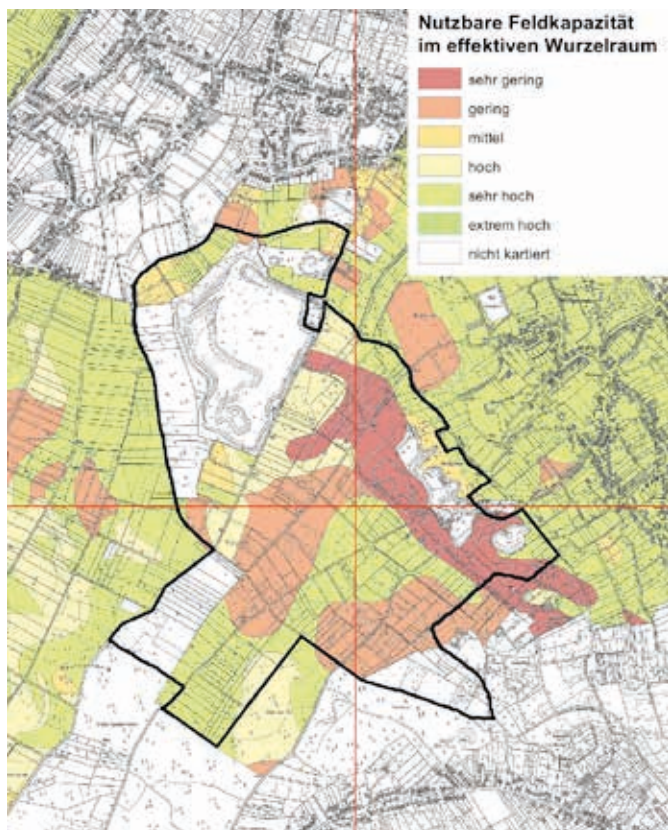 Nutzbare Feldkapazität
im effektiven Wurzelraum
sehr gering
gering
mittel
hoch
sehr hoch
extrem hoch
nicht kartiert